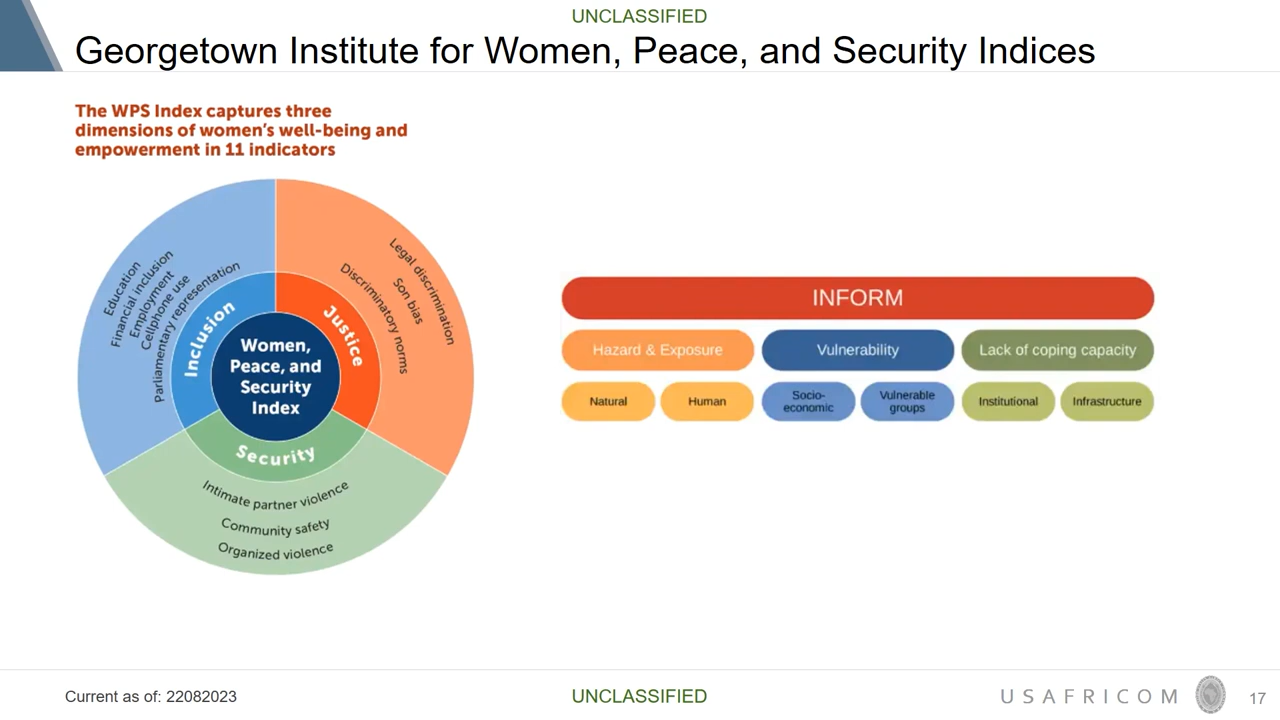 UNCLASSIFIED
Georgetown Institute for Women, Peace, and Security Indices
The WPS Index captures three
dimensions of women's well-being and
empowerment in 11 indicators
Education
Financial inclusion
Employment
Cellphone use
Parliamentary representation
Inclusion
Legal discrimination
Son bias
Discriminatory norms
Justice
Women,
Peace, and
Security
Index
Security
Intimate partner violence
Community safety
Organized violence
INFORM
Hazard & Exposure
Vulnerability
Lack of coping capacity
Natural
Human
Socio-
economic
Vulnerable
groups
Institutional
Infrastructure
Current as of: 22082023
UNCLASSIFIED
USAFRICOM
17